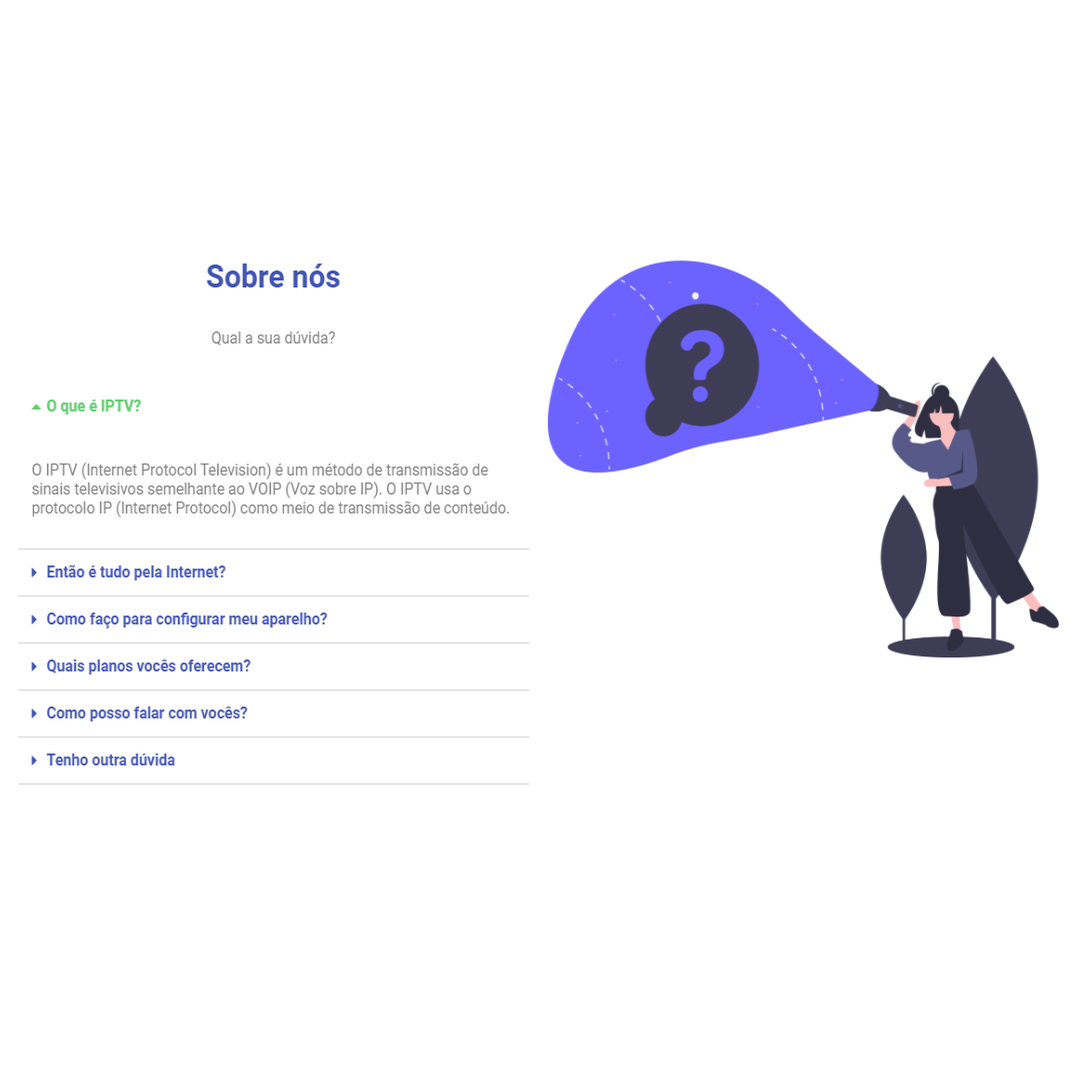 Sobre nós
Qual a sua dúvida?
O que é IPTV?
O IPTV (Internet Protocol Television) é um método de transmissão de
sinais televisivos semelhante ao VOIP (Voz sobre IP). O IPTV usa o
protocolo IP (Internet Protocol) como meio de transmissão de conteúdo.
Então é tudo pela Internet?
Como faço para configurar meu aparelho?
Quais planos vocês oferecem?
Como posso falar com vocês?
Tenho outra dúvida
?